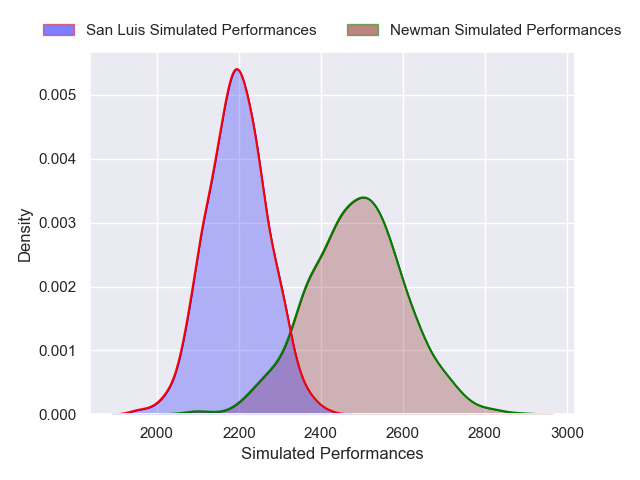 San Luis Simulated Performances Newman Simulated Performances
0.005
0.004
0.003
0.002
0.001
0.000
Density
2000 2200 2400 2600 2800 3000
Simulated Performances